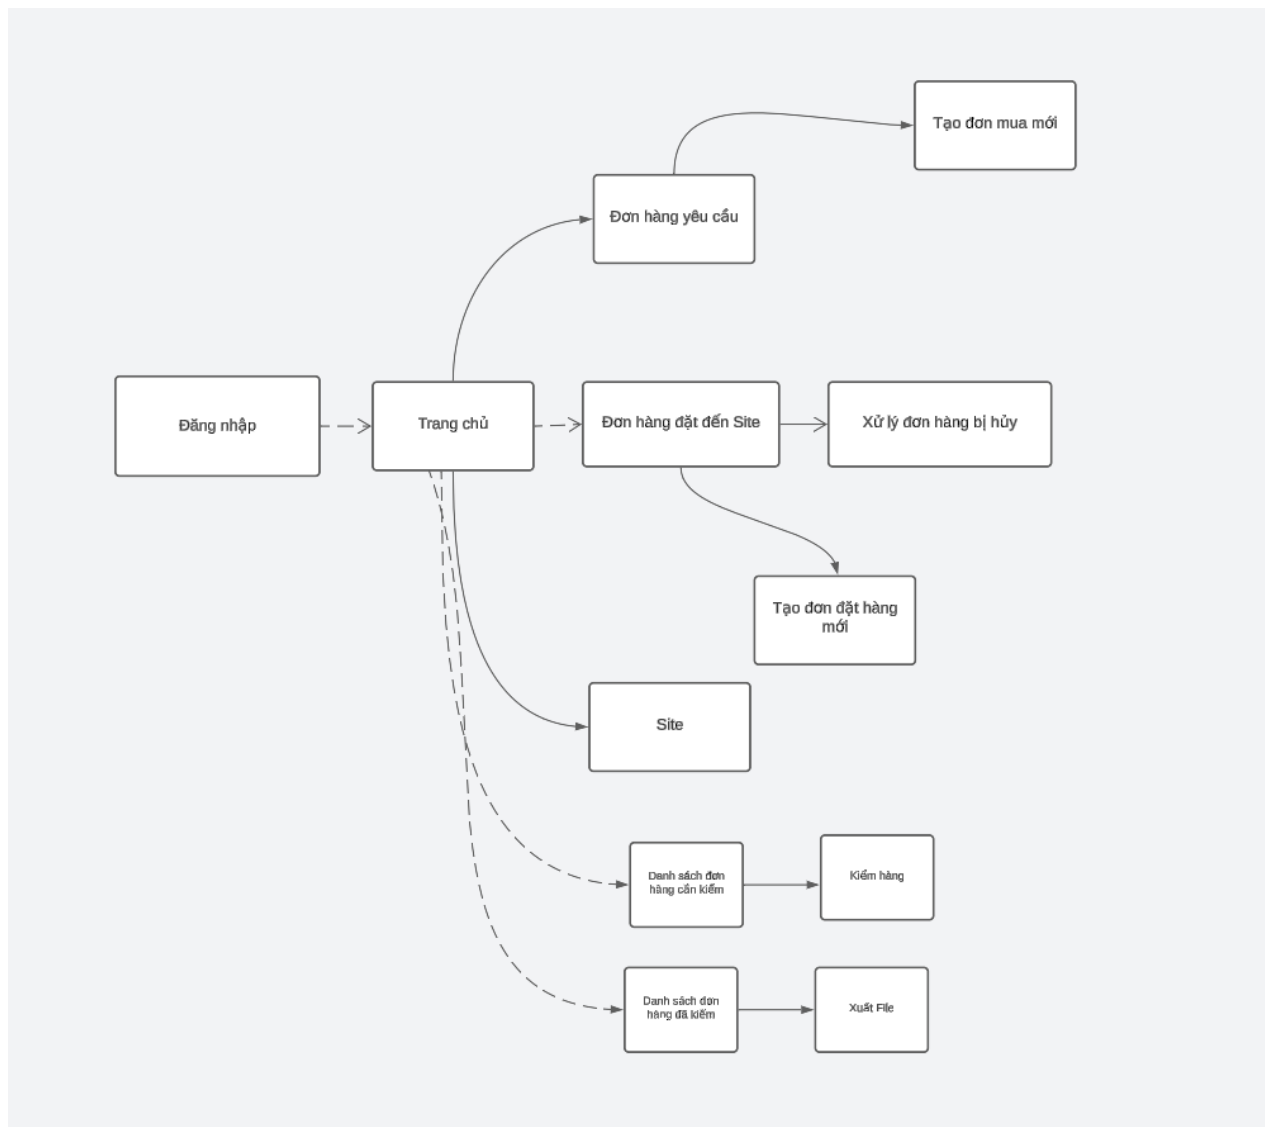 Tạo đơn mua mới
Đơn hàng yêu cầu
Đăng nhập
Trang chủ
Đơn hàng đặt đến Site
Xử lý đơn hàng bị hủy
Tạo đơn đặt hàng
mới
Site
Danh sách đơn
hàng cần kiểm
Kiểm hàng
Danh sách đơn
hàng đã kiểm
Xuất File